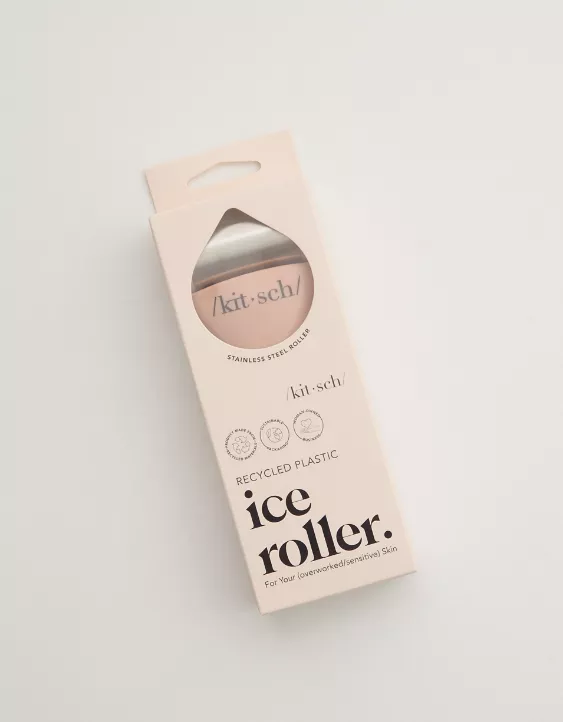 /kit·sch/
STAINLESS STEEL ROLLER
/kit·sch/
RECYCLED PLASTIC
ice
roller.
For Your (overworked/sensitive) Skin